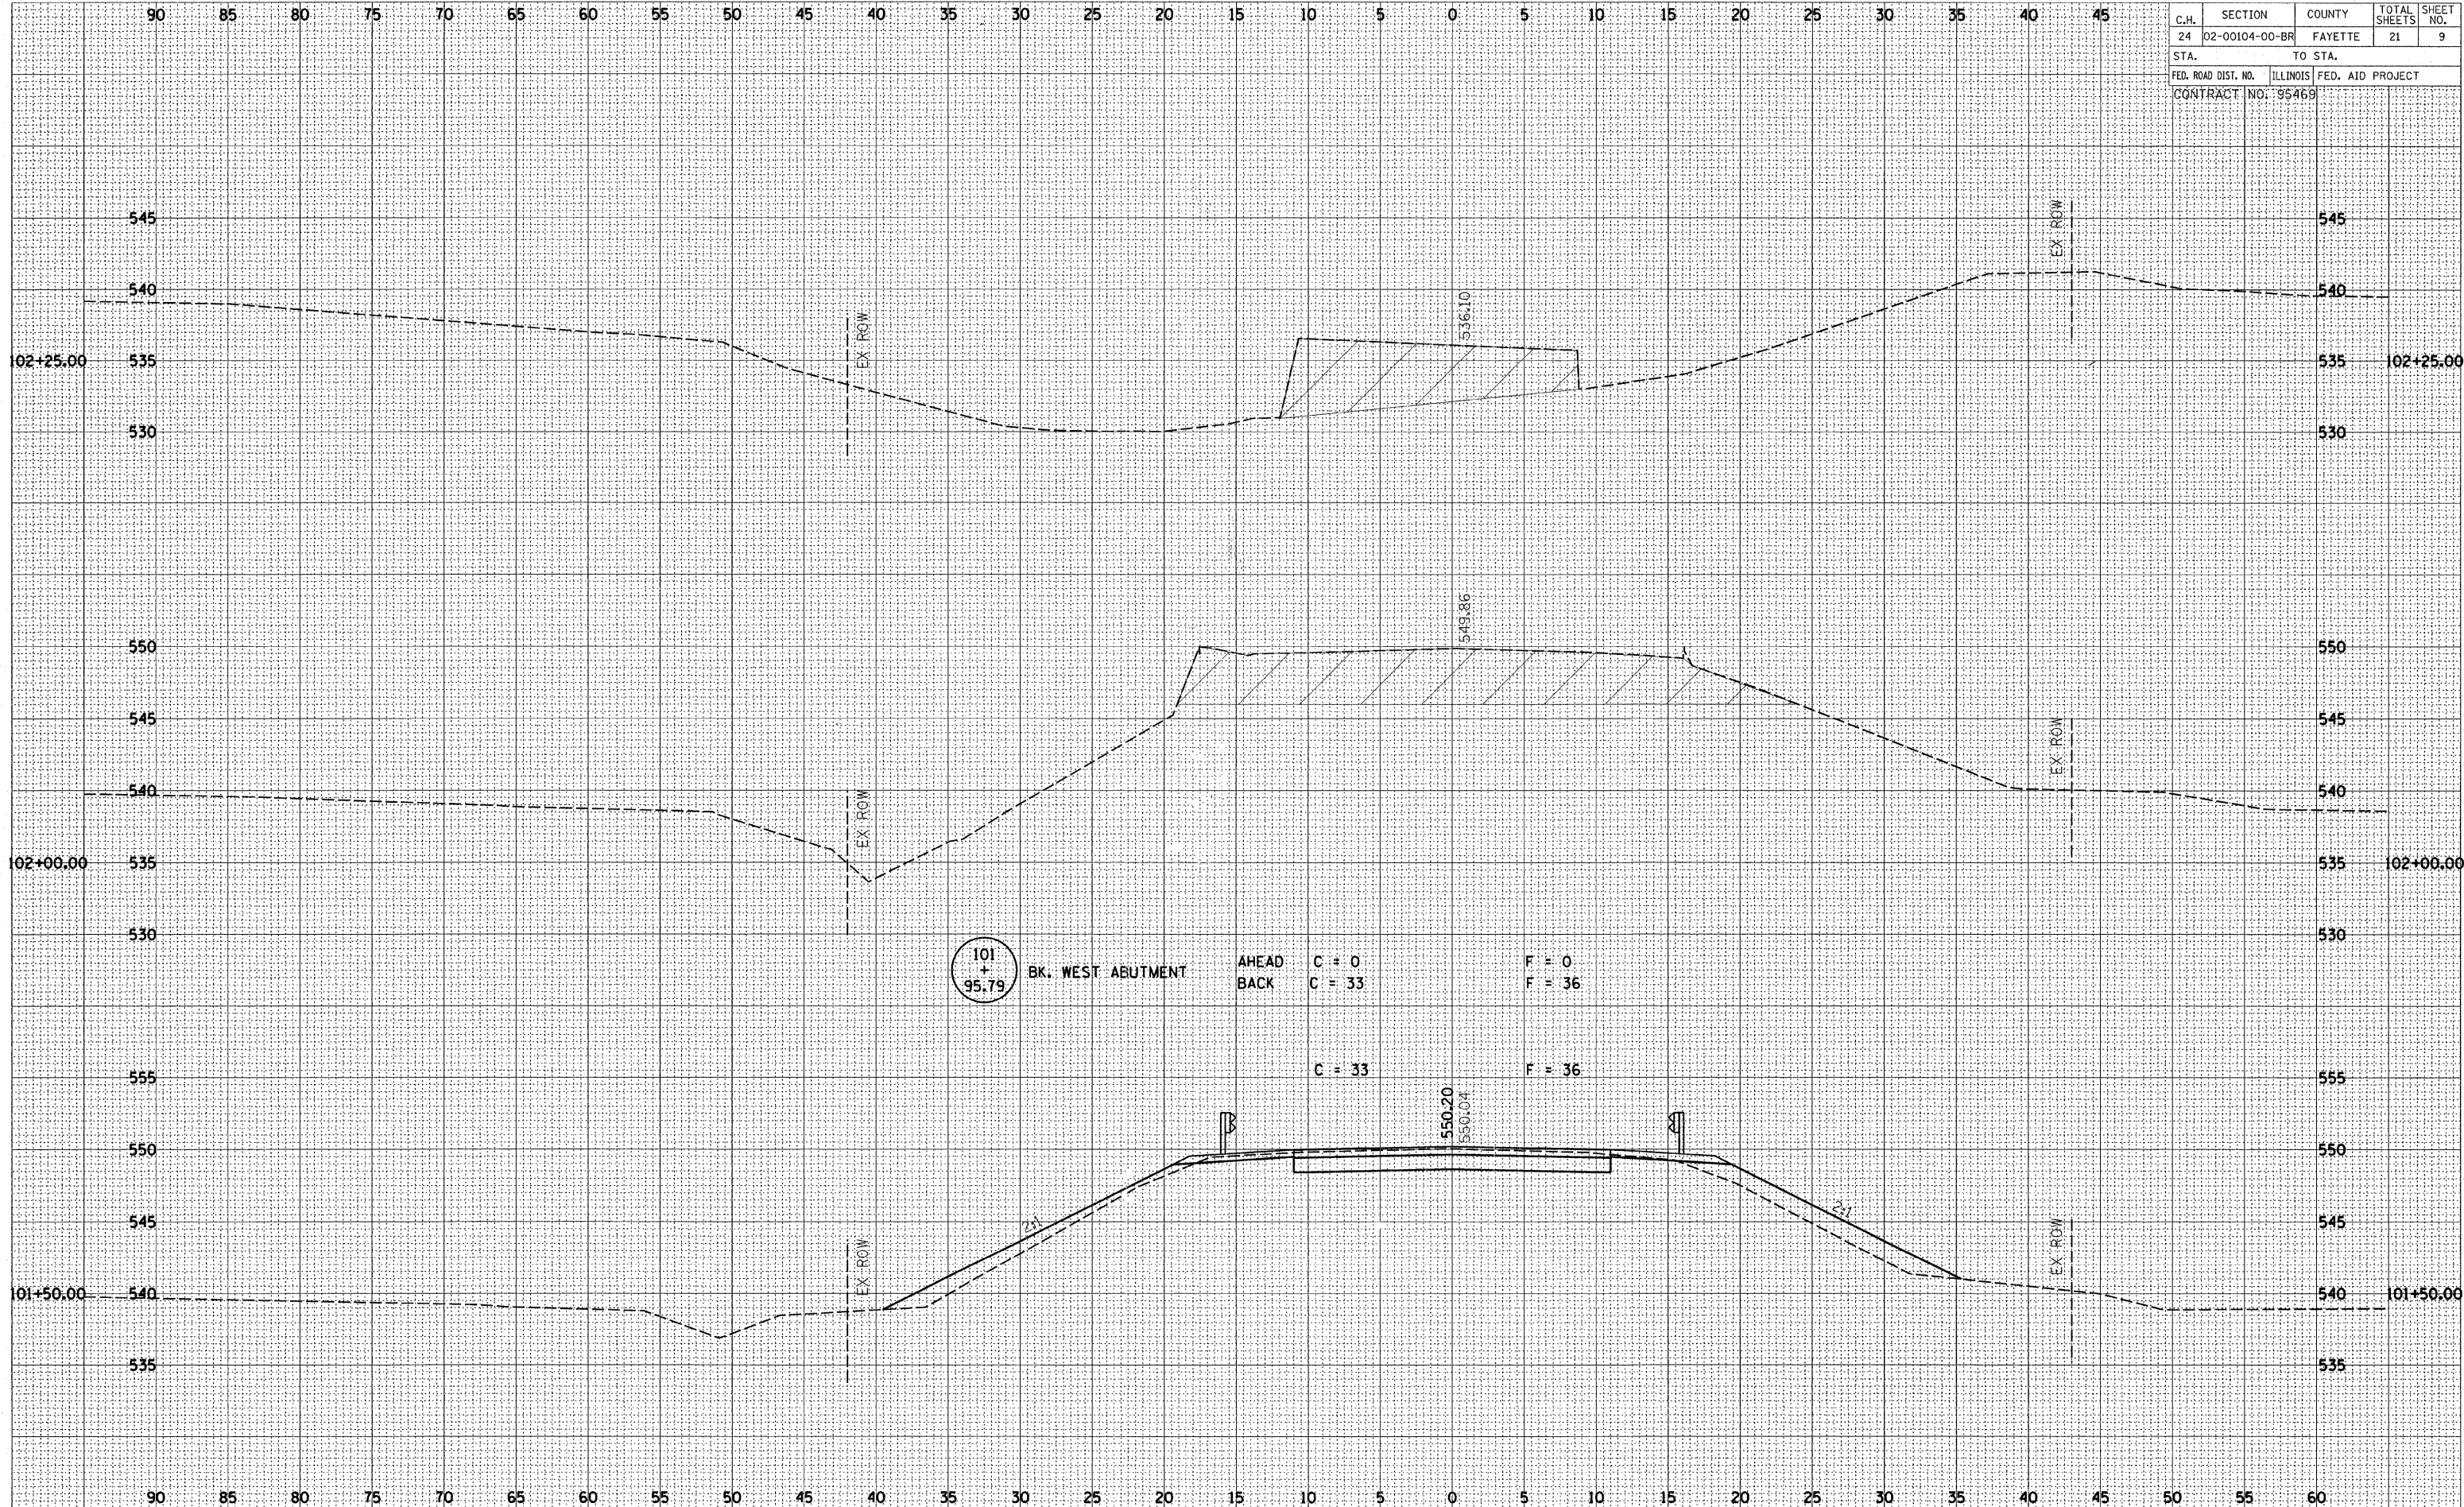 90 85 80 75 70 65 60 55 50 45 40 35 30 25 20 15 10 5 0 5 10 15 20 25 30 35 40 45
C.H. SECTION COUNTY TOTAL SHEETS SHEET NO.
24 02-00104-00-BR FAYETTE 21 9
STA. TO STA.
FED. ROAD DIST. NO. ILLINOIS FED. AID PROJECT
CONTRACT NO. 95469
545 EX ROW 545
540 EX ROW 536.10 540
102+25.00 535 535 102+25.00
530 530
549.86
550 550
545 EX ROW 545
540 EX ROW 540
102+00.00 535 535 102+00.00
530 530
101 + 95.79 BK. WEST ABUTMENT
AHEAD C = 0 F = 0
BACK C = 33 F = 36
555 C = 33 F = 36 555
550.20
550.04
550 550
545 2:1 2:1 545
EX ROW EX ROW
101+50.00 540 540 101+50.00
535 535
90 85 80 75 70 65 60 55 50 45 40 35 30 25 20 15 10 5 0 5 10 15 20 25 30 35 40 45 50 55 60